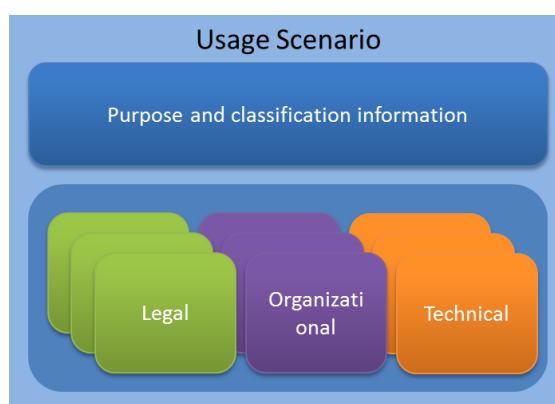 Usage Scenario
Purpose and classification information
Legal
Organizati
onal
Technical